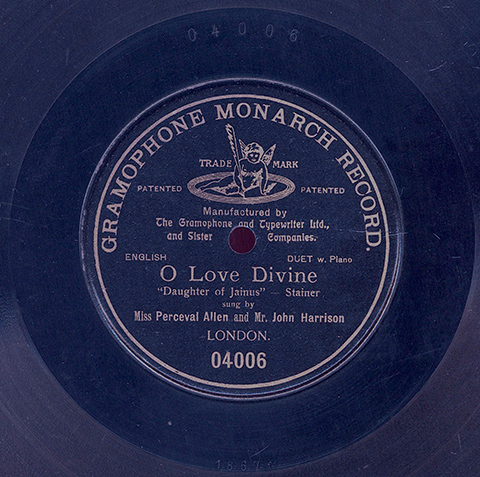 04006
GRAMOPHONE MONARCH RECORD.
TRADE MARK
PATENTED PATENTED
Manufactured by
The Gramophone and Typewriter Ltd.,
and Sister Companies.
ENGLISH DUET w. Piano
O Love Divine
"Daughter of Jainus" — Stainer
sung by
Miss Perceval Allen and Mr. John Harrison
LONDON.
04006